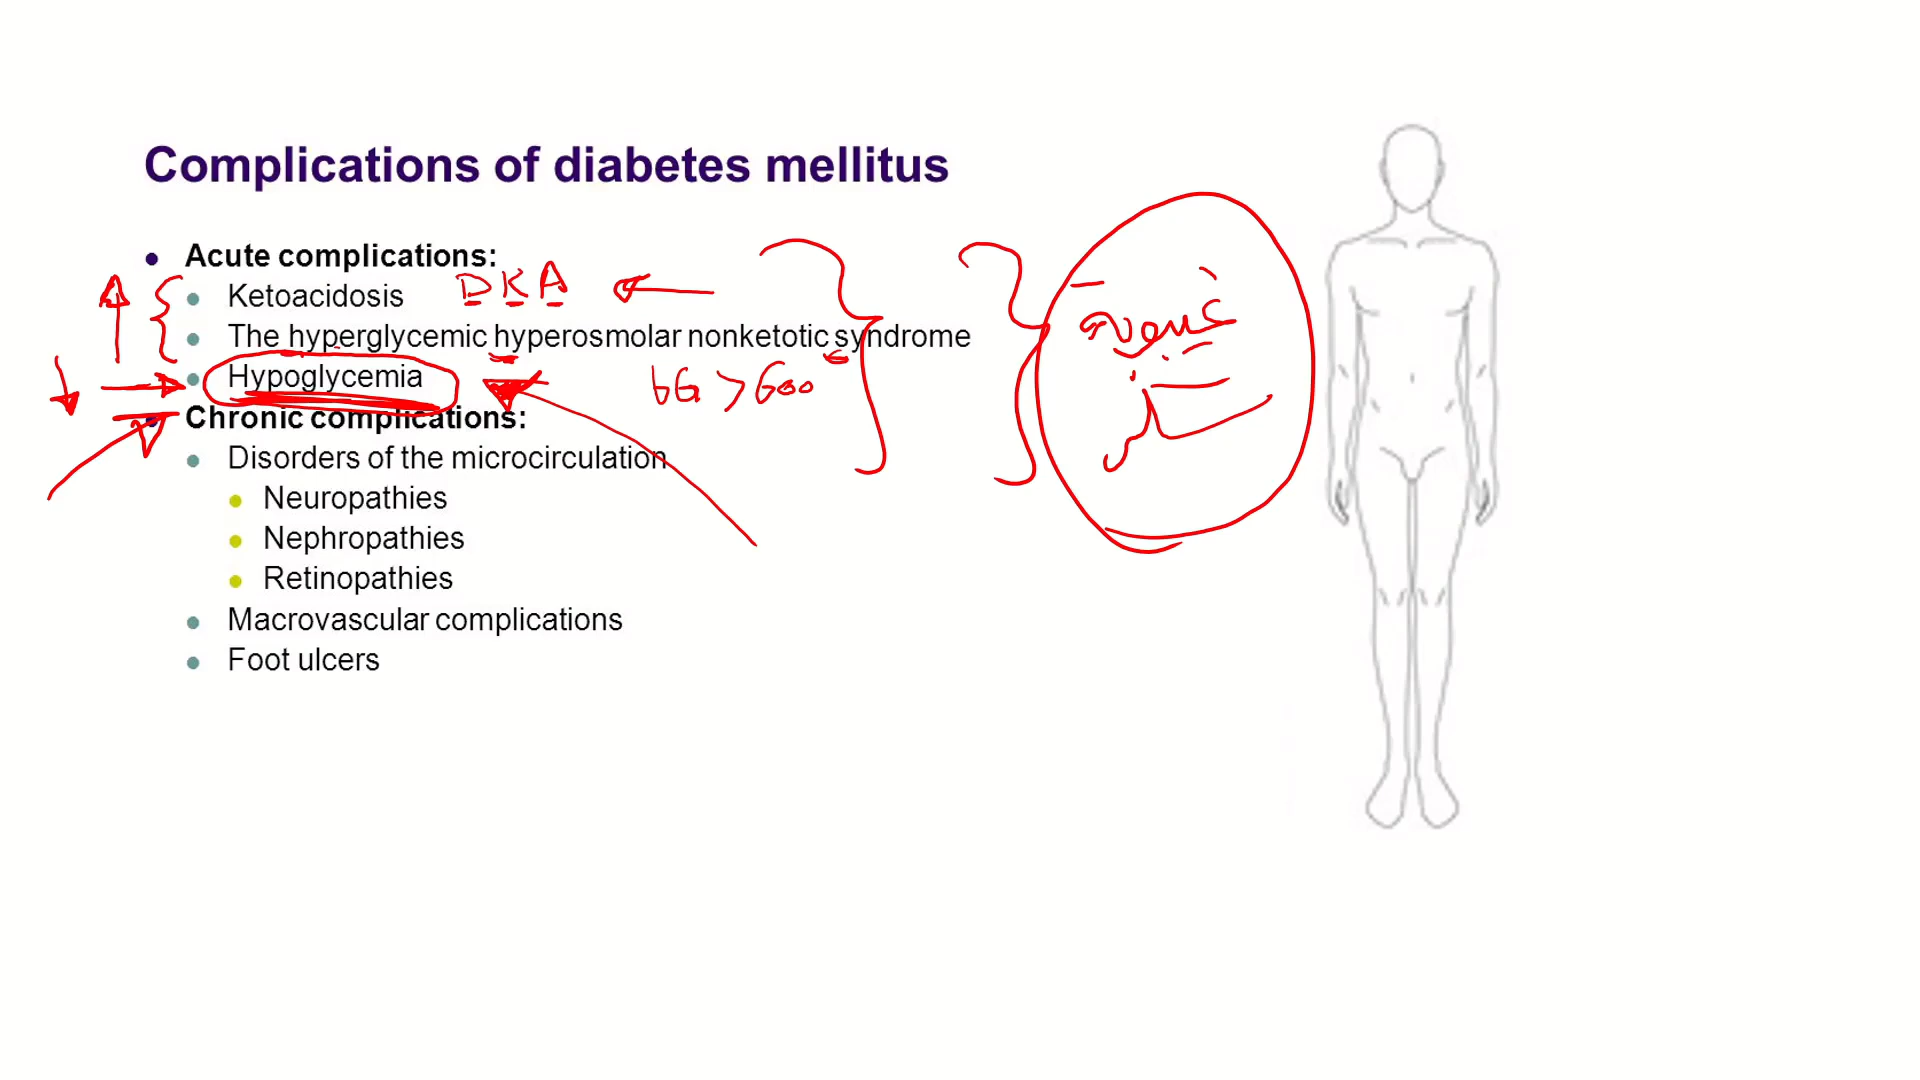 Complications of diabetes mellitus
Acute complications:
Ketoacidosis DKA
The hyperglycemic hyperosmolar nonketotic syndrome
Hypoglycemia BG > 600
Chronic complications:
Disorders of the microcirculation
Neuropathies
Nephropathies
Retinopathies
Macrovascular complications
Foot ulcers